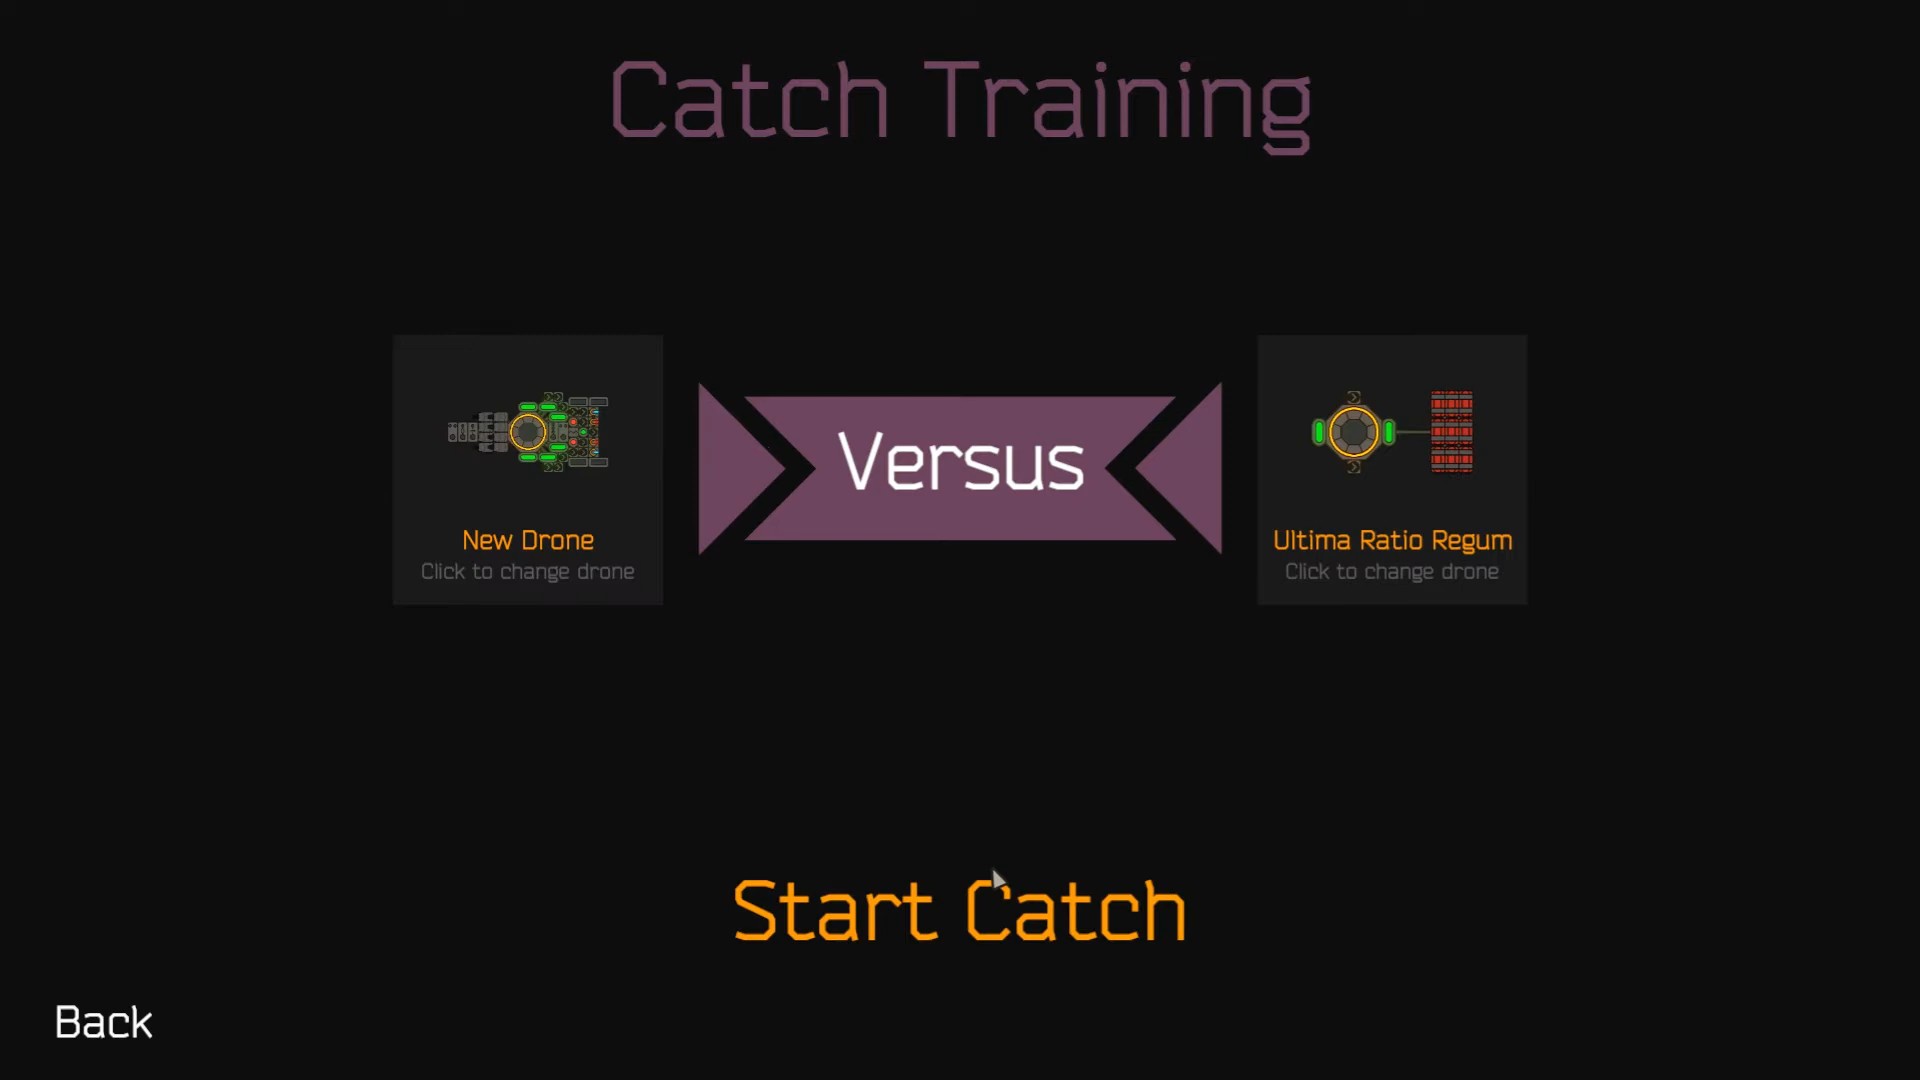 Catch Training
Versus
New Drone
Click to change drone
Ultima Ratio Regum
Click to change drone
Start Catch
Back